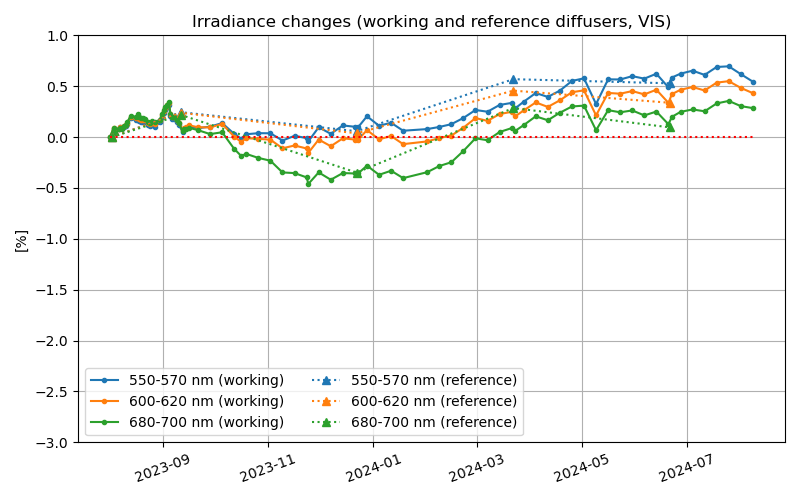 Irradiance changes (working and reference diffusers, VIS)
1.0
0.5
0.0
−0.5
−1.0
−1.5
−2.0
−2.5
−3.0
[%]
550-570 nm (working)
600-620 nm (working)
680-700 nm (working)
550-570 nm (reference)
600-620 nm (reference)
680-700 nm (reference)
2023-09
2023-11
2024-01
2024-03
2024-05
2024-07